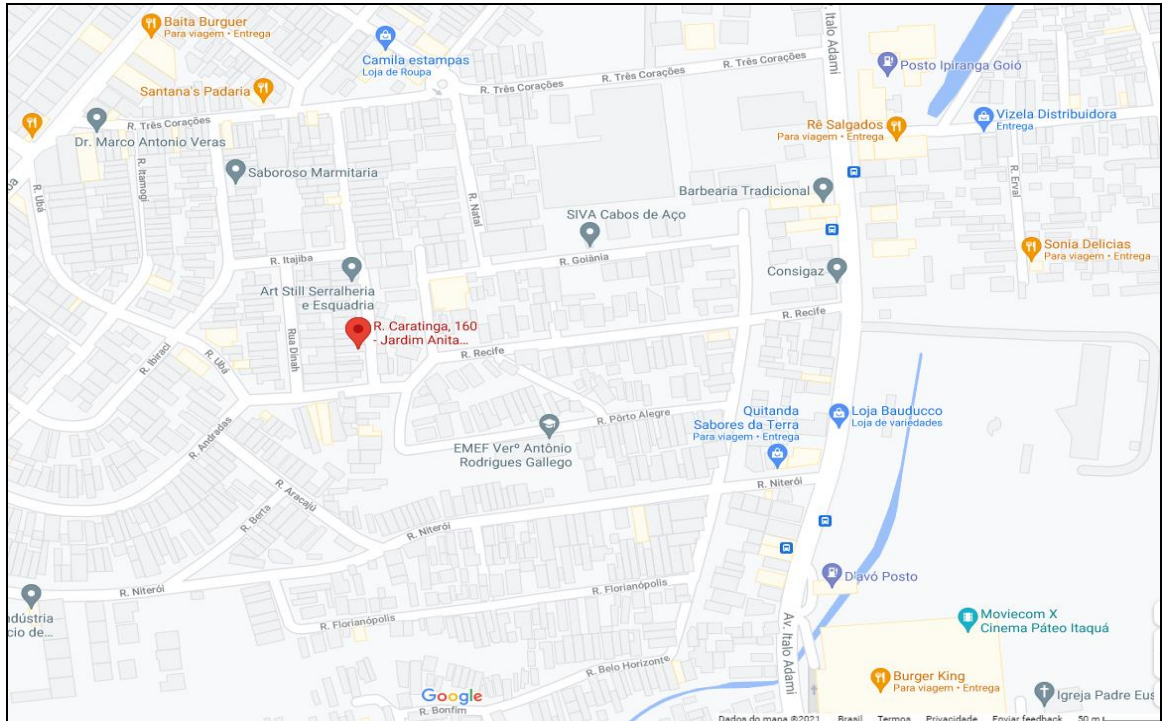 Baita Burguer
Para viagem • Entrega
Camila estampas
Loja de Roupa
R. Três Corações
R. Três Corações
Av. Italo Adami
Posto Ipiranga Goió
Santana's Padaria
R. Três Corações
Dr. Marco Antonio Veras
Vizela Distribuidora
Entrega
Rê Salgados
Para viagem • Entrega
R. Ubá
R. Itamogi
Saboroso Marmitaria
R. Natal
Barbearia Tradicional
R. Erval
SIVA Cabos de Aço
Sonia Delicias
Para viagem • Entrega
R. Itajiba
R. Goiânia
Consigaz
Art Still Serralheria
e Esquadria
R. Caratinga, 160
- Jardim Anita...
R. Recife
R. Recife
Rua Dinah
R. Ibiraci
R. Ubá
R. Pôrto Alegre
Quitanda
Sabores da Terra
Para viagem • Entrega
Loja Bauducco
Loja de variedades
R. Andradas
EMEF Verº Antônio
Rodrigues Gallego
R. Aracajú
R. Niterói
R. Berta
R. Niterói
R. Niterói
D'avó Posto
R. Florianópolis
R. Florianópolis
ndústria
cio de...
Av. Italo Adami
Moviecom X
Cinema Páteo Itaquá
R. Belo Horizonte
Burger King
Para viagem • Entrega
Google
R. Bonfim
Igreja Padre Eus
Dados do mapa ©2021 Brasil Termos Privacidade Enviar feedback 50 m